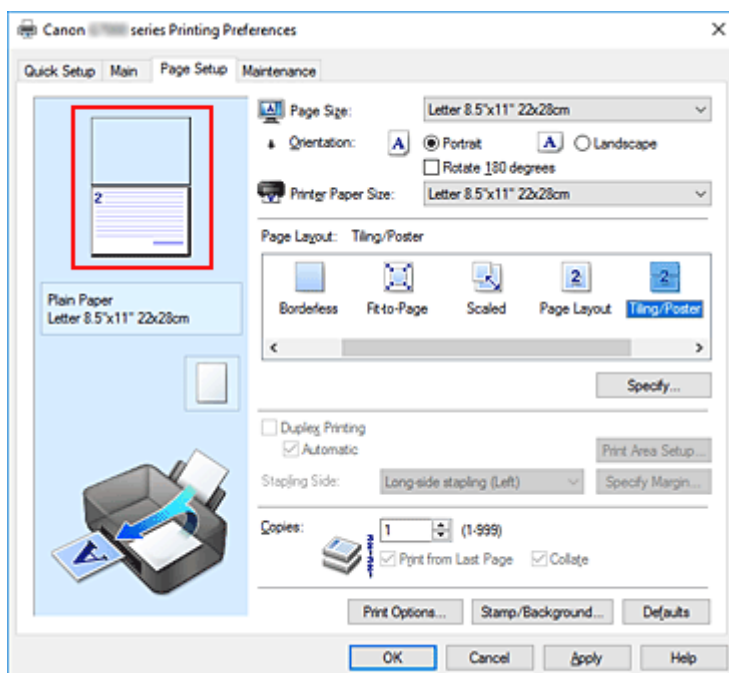 Canon series Printing Preferences
Quick Setup Main Page Setup Maintenance
2
Plain Paper
Letter 8.5"x11" 22x28cm
A
Page Size: Letter 8.5"x11" 22x28cm
Orientation: A Portrait A Landscape
Rotate 180 degrees
Printer Paper Size: Letter 8.5"x11" 22x28cm
Page Layout: Tiling/Poster
2 2
Borderless Fit-to-Page Scaled Page Layout Tiling/Poster
Specify...
Duplex Printing
Automatic Print Area Setup...
Stapling Side: Long-side stapling (Left) Specify Margin...
Copies: 1 (1-999)
Print from Last Page Collate
Print Options... Stamp/Background... Defaults
OK Cancel Apply Help